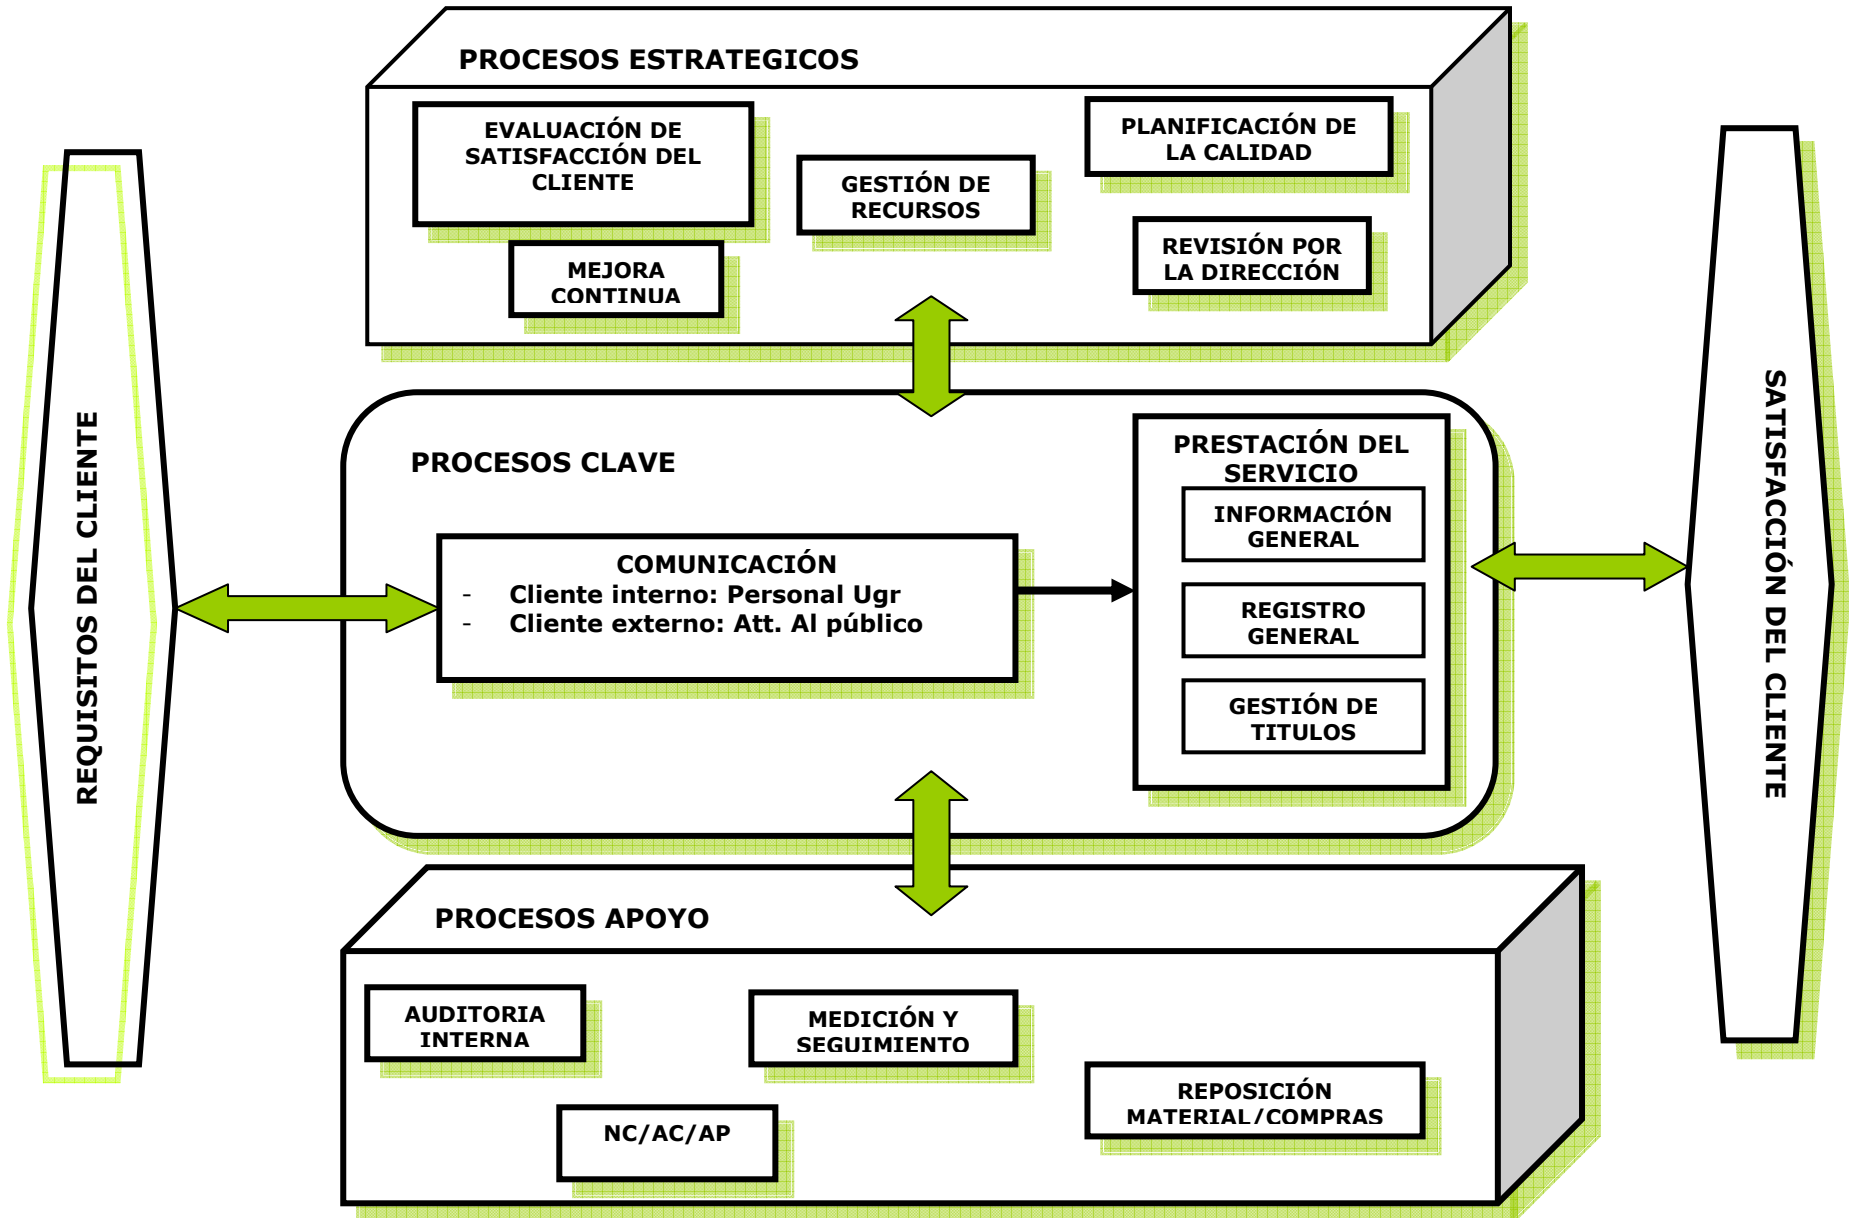 PROCESOS ESTRATEGICOS
EVALUACIÓN DE
SATISFACCIÓN DEL
CLIENTE
GESTIÓN DE
RECURSOS
PLANIFICACIÓN DE
LA CALIDAD
MEJORA
CONTINUA
REVISIÓN POR
LA DIRECCIÓN
REQUISITOS DEL CLIENTE
PROCESOS CLAVE
COMUNICACIÓN
- Cliente interno: Personal Ugr
- Cliente externo: Att. Al público
PRESTACIÓN DEL
SERVICIO
INFORMACIÓN
GENERAL
REGISTRO
GENERAL
GESTIÓN DE
TITULOS
SATISFACCIÓN DEL CLIENTE
PROCESOS APOYO
AUDITORIA
INTERNA
MEDICIÓN Y
SEGUIMIENTO
NC/AC/AP
REPOSICIÓN
MATERIAL/COMPRAS